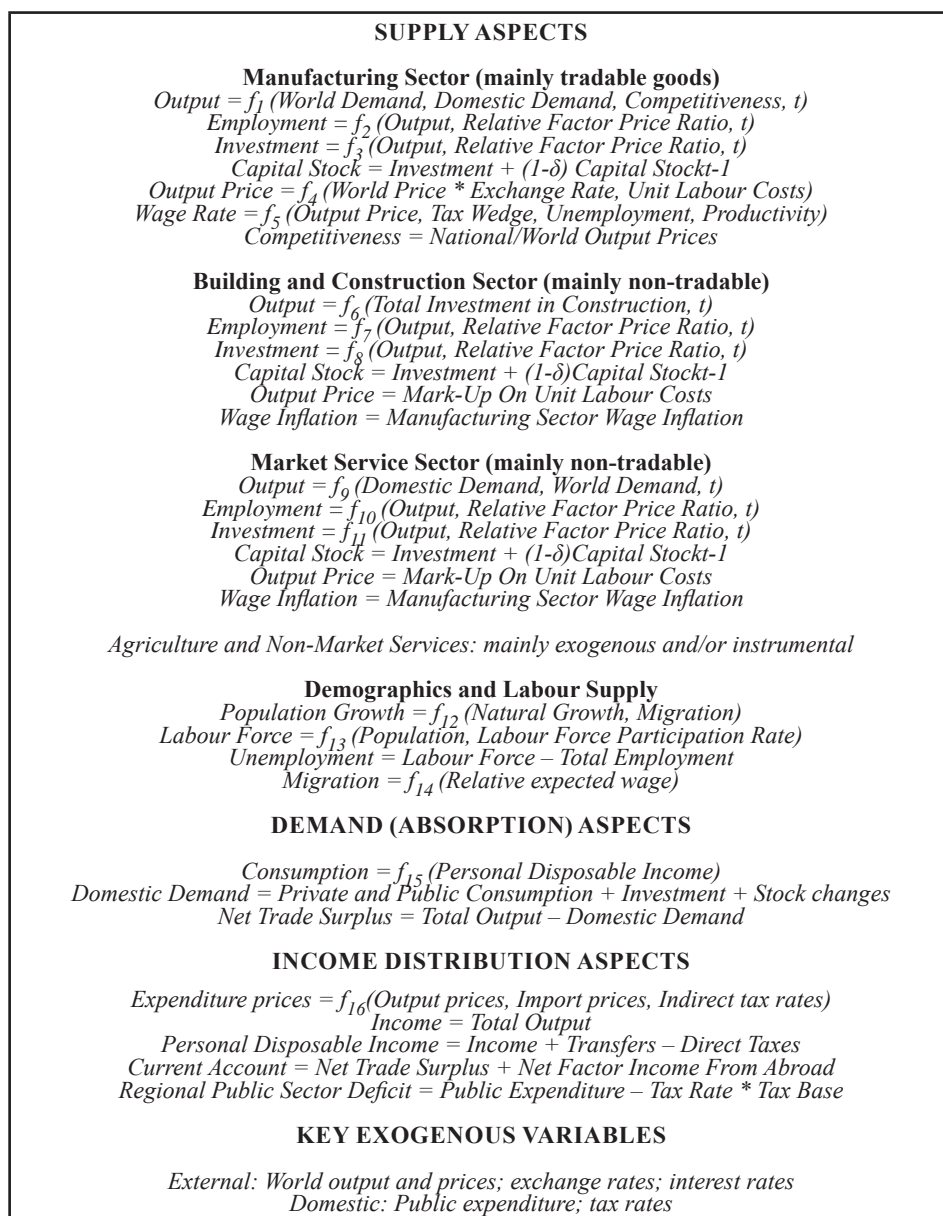 SUPPLY ASPECTS
Manufacturing Sector (mainly tradable goods)
Output = f1 (World Demand, Domestic Demand, Competitiveness, t)
Employment = f2 (Output, Relative Factor Price Ratio, t)
Investment = f3 (Output, Relative Factor Price Ratio, t)
Capital Stock = Investment + (1-δ) Capital Stockt-1
Output Price = f4 (World Price * Exchange Rate, Unit Labour Costs)
Wage Rate = f5 (Output Price, Tax Wedge, Unemployment, Productivity)
Competitiveness = National/World Output Prices
Building and Construction Sector (mainly non-tradable)
Output = f6 (Total Investment in Construction, t)
Employment = f7 (Output, Relative Factor Price Ratio, t)
Investment = f8 (Output, Relative Factor Price Ratio, t)
Capital Stock = Investment + (1-δ)Capital Stockt-1
Output Price = Mark-Up On Unit Labour Costs
Wage Inflation = Manufacturing Sector Wage Inflation
Market Service Sector (mainly non-tradable)
Output = f9 (Domestic Demand, World Demand, t)
Employment = f10 (Output, Relative Factor Price Ratio, t)
Investment = f11 (Output, Relative Factor Price Ratio, t)
Capital Stock = Investment + (1-δ)Capital Stockt-1
Output Price = Mark-Up On Unit Labour Costs
Wage Inflation = Manufacturing Sector Wage Inflation
Agriculture and Non-Market Services: mainly exogenous and/or instrumental
Demographics and Labour Supply
Population Growth = f12 (Natural Growth, Migration)
Labour Force = f13 (Population, Labour Force Participation Rate)
Unemployment = Labour Force – Total Employment
Migration = f14 (Relative expected wage)
DEMAND (ABSORPTION) ASPECTS
Consumption = f15 (Personal Disposable Income)
Domestic Demand = Private and Public Consumption + Investment + Stock changes
Net Trade Surplus = Total Output – Domestic Demand
INCOME DISTRIBUTION ASPECTS
Expenditure prices = f16(Output prices, Import prices, Indirect tax rates)
Income = Total Output
Personal Disposable Income = Income + Transfers – Direct Taxes
Current Account = Net Trade Surplus + Net Factor Income From Abroad
Regional Public Sector Deficit = Public Expenditure – Tax Rate * Tax Base
KEY EXOGENOUS VARIABLES
External: World output and prices; exchange rates; interest rates
Domestic: Public expenditure; tax rates